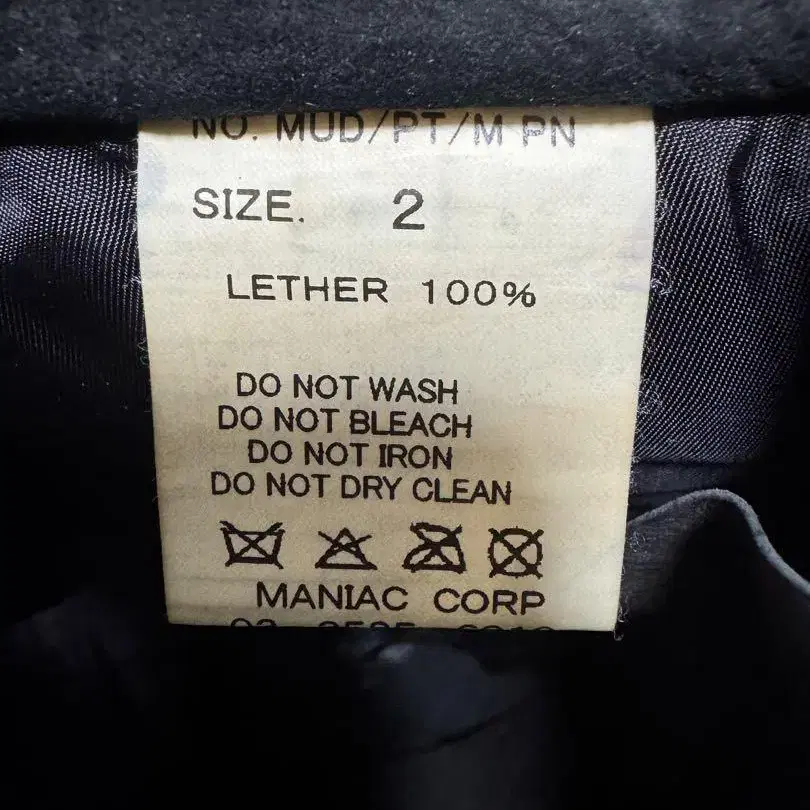 NO. MUD/PT/M PN
SIZE. 2
LETHER 100%
DO NOT WASH
DO NOT BLEACH
DO NOT IRON
DO NOT DRY CLEAN
MANIAC CORP